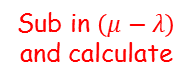 Sub in (μ − λ)
and calculate